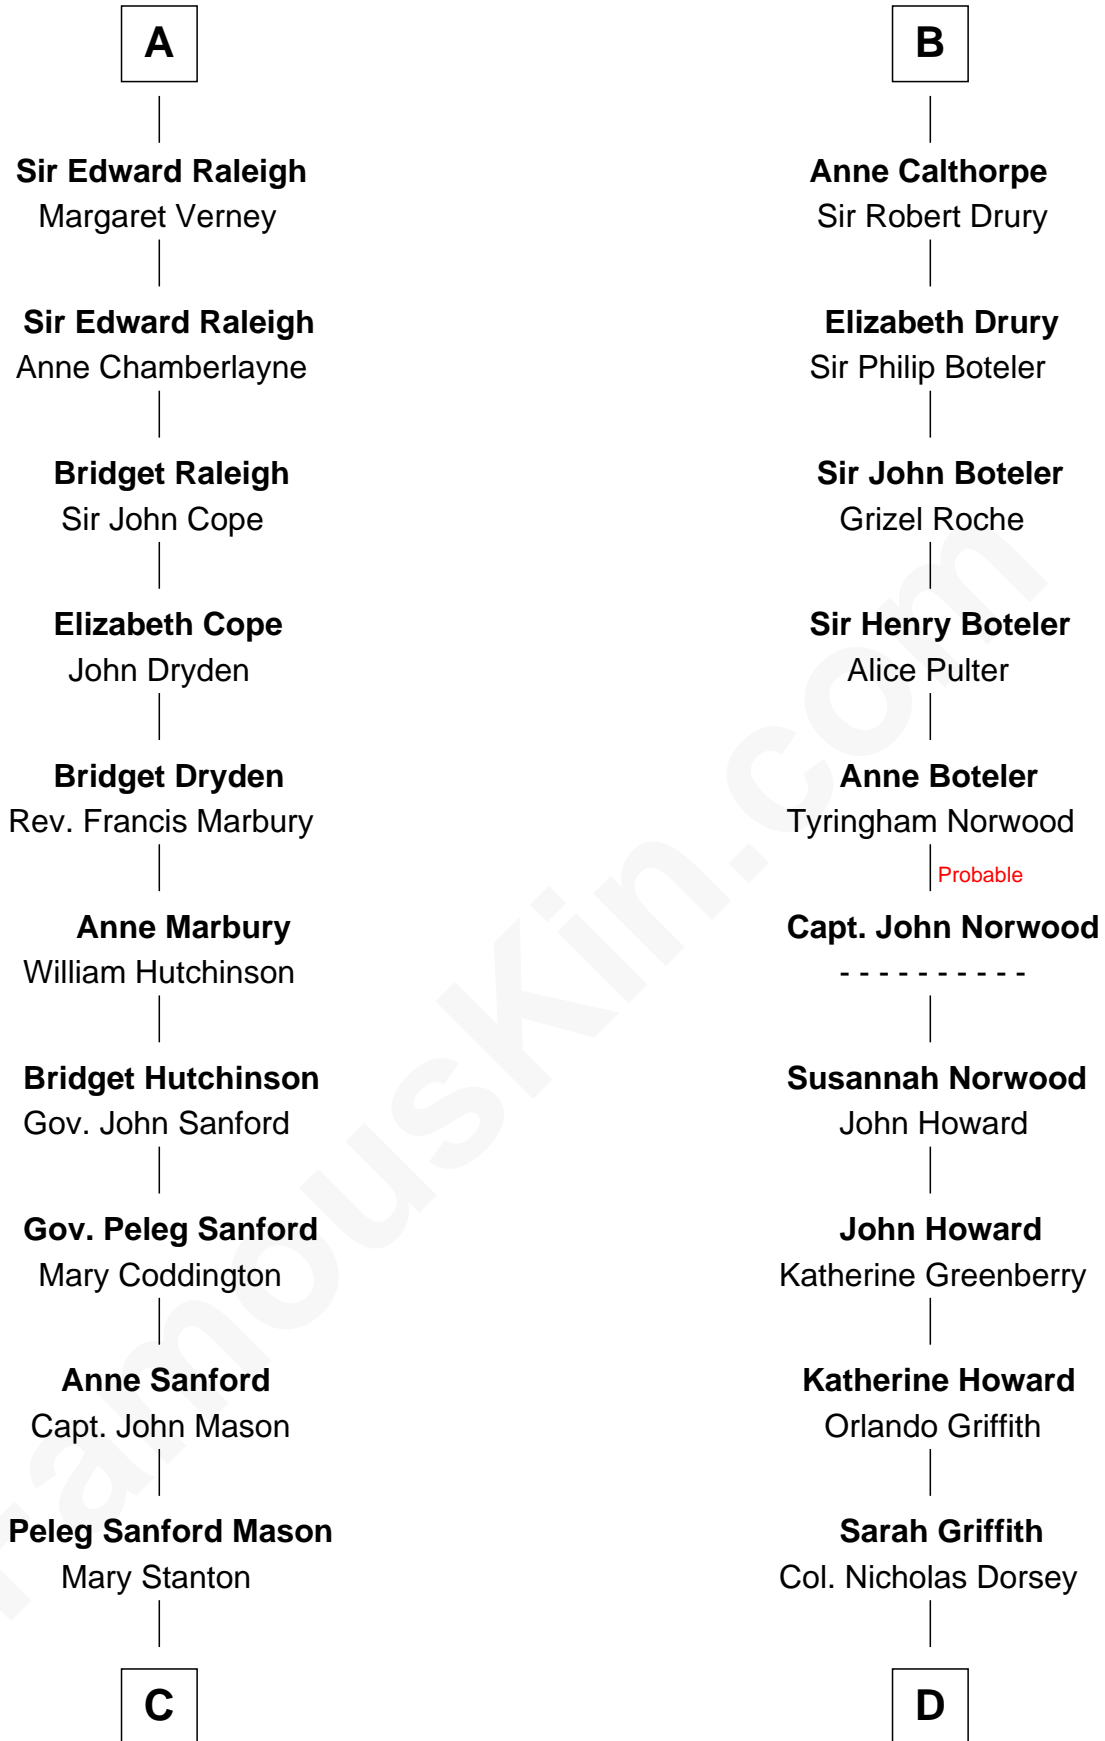 A
Sir Edward Raleigh
Margaret Verney
Sir Edward Raleigh
Anne Chamberlayne
Bridget Raleigh
Sir John Cope
Elizabeth Cope
John Dryden
Bridget Dryden
Rev. Francis Marbury
Anne Marbury
William Hutchinson
Bridget Hutchinson
Gov. John Sanford
Gov. Peleg Sanford
Mary Coddington
Anne Sanford
Capt. John Mason
Peleg Sanford Mason
Mary Stanton
C
B
Anne Calthorpe
Sir Robert Drury
Elizabeth Drury
Sir Philip Boteler
Sir John Boteler
Grizel Roche
Sir Henry Boteler
Alice Pulter
Anne Boteler
Tyringham Norwood
Probable
Capt. John Norwood
- - - - - - - - - -
Susannah Norwood
John Howard
John Howard
Katherine Greenberry
Katherine Howard
Orlando Griffith
Sarah Griffith
Col. Nicholas Dorsey
D
FamousKin.com